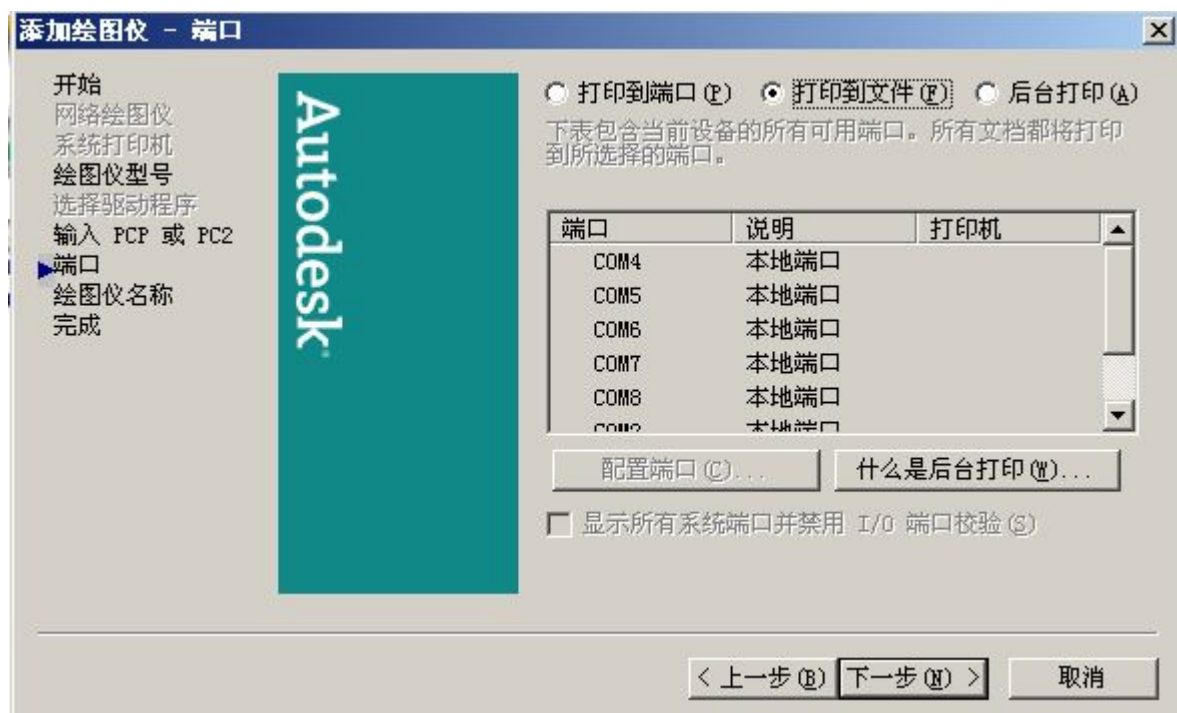 添加绘图仪 - 端口
开始
网络绘图仪
系统打印机
绘图仪型号
选择驱动程序
输入 PCP 或 PC2
端口
绘图仪名称
完成
Autodesk
打印到端口(P) 打印到文件(F) 后台打印(A)
下表包含当前设备的所有可用端口。所有文档都将打印
到所选择的端口。
端口 说明 打印机
COM4 本地端口
COM5 本地端口
COM6 本地端口
COM7 本地端口
COM8 本地端口
本地端口
配置端口(C)... 什么是后台打印(W)...
显示所有系统端口并禁用 I/O 端口校验(S)
< 上一步(B) 下一步(N) > 取消